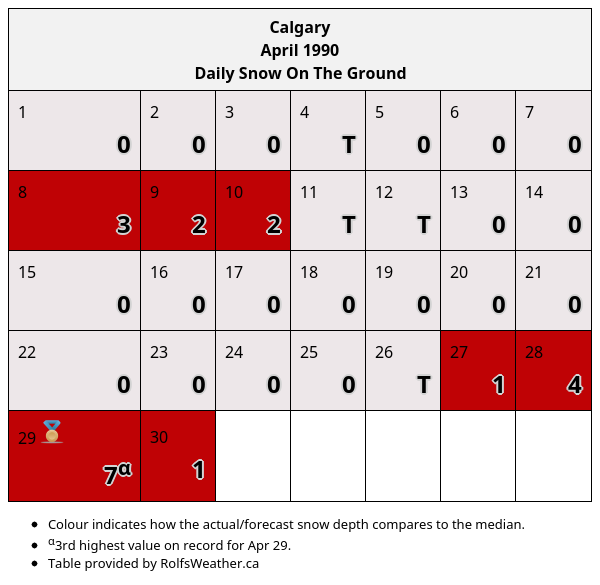 Calgary
April 1990
Daily Snow On The Ground
1 2 3 4 5 6 7
0 0 0 T 0 0 0
8 9 10 11 12 13 14
3 2 2 T T 0 0
15 16 17 18 19 20 21
0 0 0 0 0 0 0
22 23 24 25 26 27 28
0 0 0 0 T 1 4
29 30
7ᵅ 1
• Colour indicates how the actual/forecast snow depth compares to the median.
• ᵅ3rd highest value on record for Apr 29.
• Table provided by RolfsWeather.ca